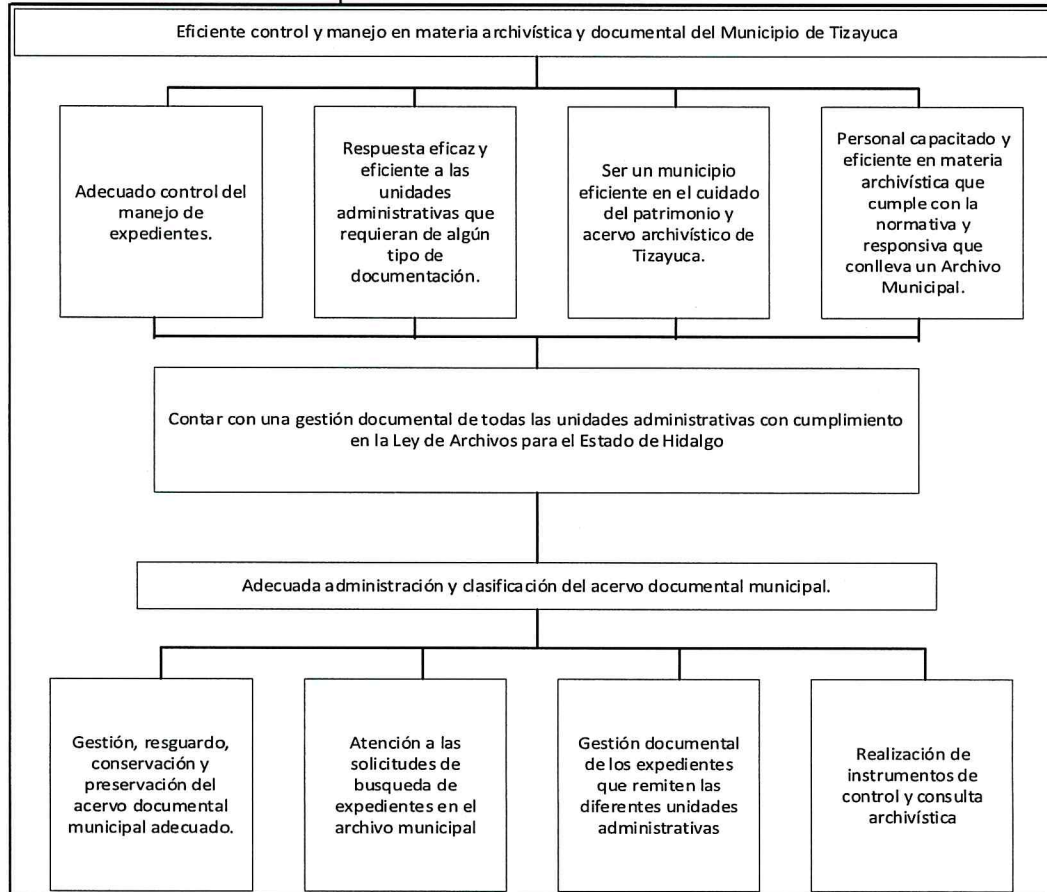 Eficiente control y manejo en materia archivística y documental del Municipio de Tizayuca
Adecuado control del
manejo de
expedientes.
Respuesta eficaz y
eficiente a las
unidades
administrativas que
requieran de algún
tipo de
documentación.
Ser un municipio
eficiente en el cuidado
del patrimonio y
acervo archivístico de
Tizayuca.
Personal capacitado y
eficiente en materia
archivística que
cumple con la
normativa y
responsiva que
conlleva un Archivo
Municipal.
Contar con una gestión documental de todas las unidades administrativas con cumplimiento
en la Ley de Archivos para el Estado de Hidalgo
Adecuada administración y clasificación del acervo documental municipal.
Gestión, resguardo,
conservación y
preservación del
acervo documental
municipal adecuado.
Atención a las
solicitudes de
busqueda de
expedientes en el
archivo municipal
Gestión documental
de los expedientes
que remiten las
diferentes unidades
administrativas
Realización de
instrumentos de
control y consulta
archivística